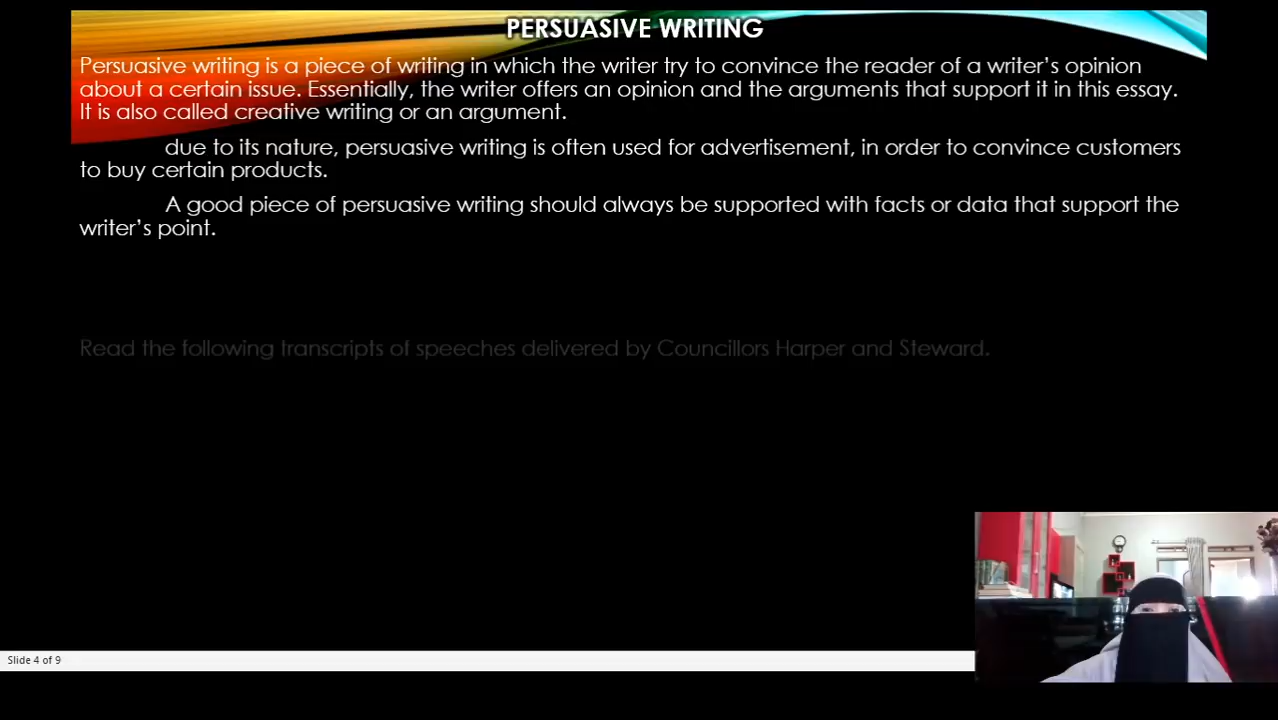 PERSUASIVE WRITING
Persuasive writing is a piece of writing in which the writer try to convince the reader of a writer's opinion
about a certain issue. Essentially, the writer offers an opinion and the arguments that support it in this essay.
It is also called creative writing or an argument.
due to its nature, persuasive writing is often used for advertisement, in order to convince customers
to buy certain products.
A good piece of persuasive writing should always be supported with facts or data that support the
writer's point.
Read the following transcripts of speeches delivered by Councillors Harper and Steward.
Slide 4 of 9